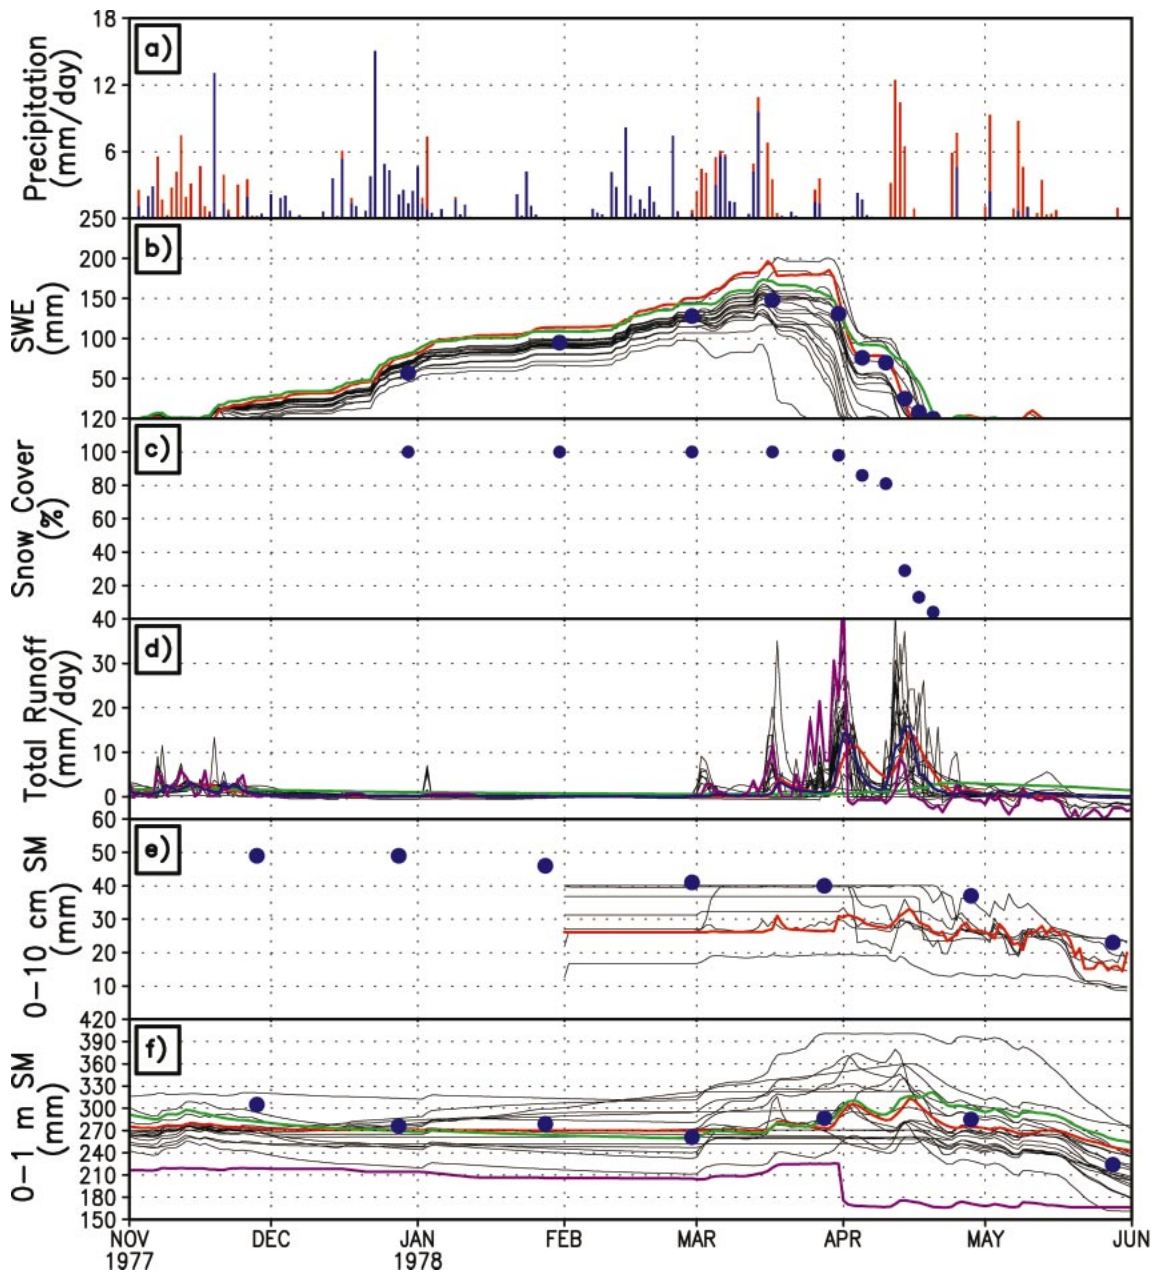 a)
Precipitation
(mm/day)
18
12
6
250
b)
SWE
(mm)
200
150
100
50
120
c)
Snow Cover
(%)
100
80
60
40
20
40
d)
Total Runoff
(mm/day)
30
20
10
0
60
e)
0-10 cm SM
(mm)
50
40
30
20
10
420
f)
0-1 m SM
(mm)
390
360
330
300
270
240
210
180
150
NOV DEC JAN FEB MAR APR MAY JUN
1977 1978